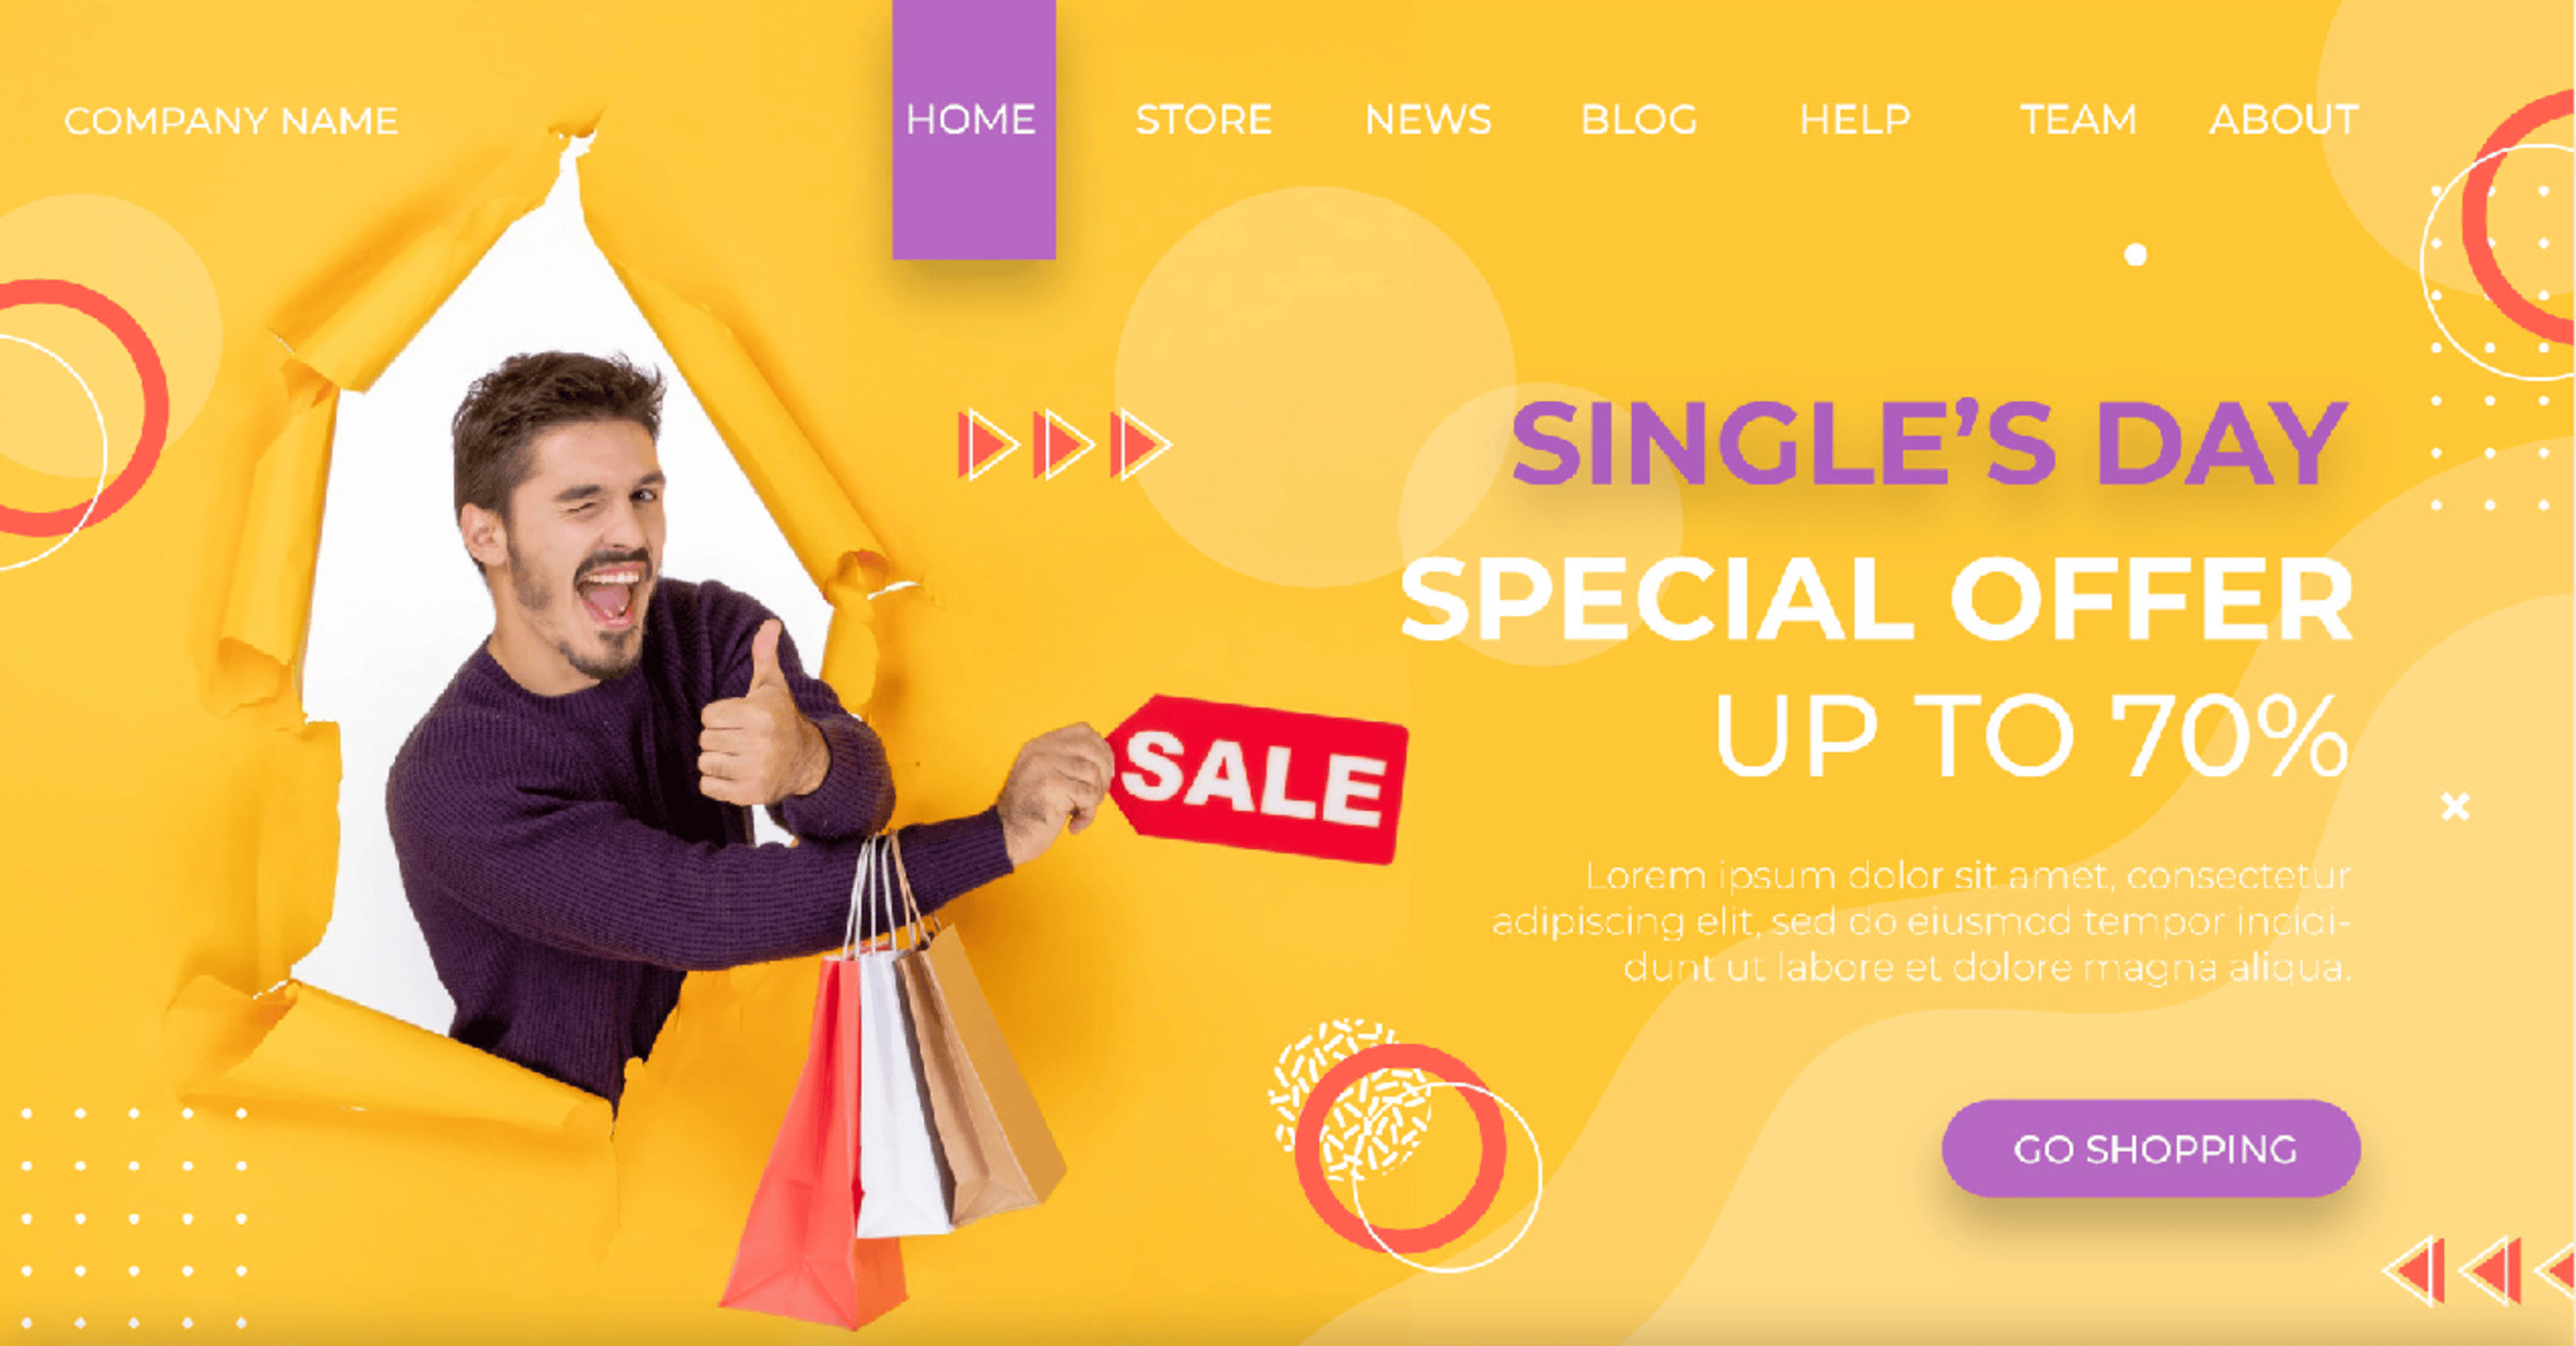 COMPANY NAME
HOME
STORE
NEWS
BLOG
HELP
TEAM
ABOUT
SINGLE’S DAY
SPECIAL OFFER
UP TO 70%
SALE
Lorem ipsum dolor sit amet, consectetur
adipiscing elit, sed do eiusmod tempor incidi-
dunt ut labore et dolore magna aliqua.
GO SHOPPING